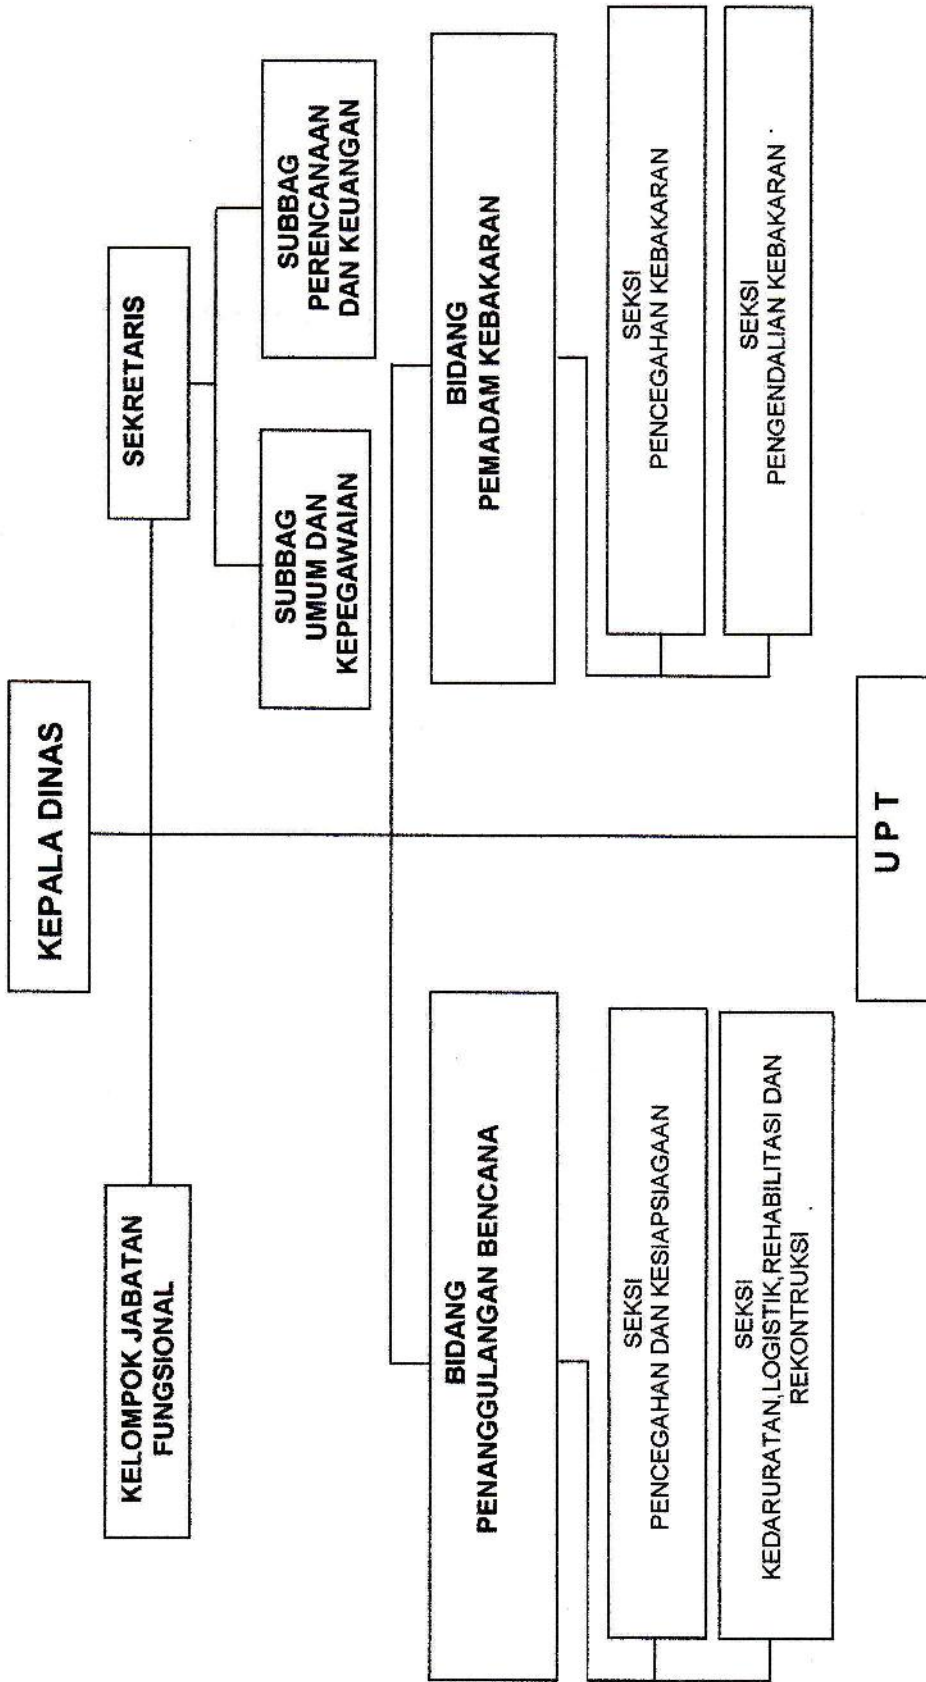 KEPALA DINAS
KELOMPOK JABATAN
FUNGSIONAL
SEKRETARIS
SUBBAG
UMUM DAN
KEPEGAWAIAN
SUBBAG
PERENCANAAN
DAN KEUANGAN
BIDANG
PENANGGULANGAN BENCANA
SEKSI
PENCEGAHAN DAN KESIAPSIAGAAN
SEKSI
KEDARURATAN,LOGISTIK,REHABILITASI DAN
REKONTRUKSI
BIDANG
PEMADAM KEBAKARAN
SEKSI
PENCEGAHAN KEBAKARAN
SEKSI
PENGENDALIAN KEBAKARAN
U P T